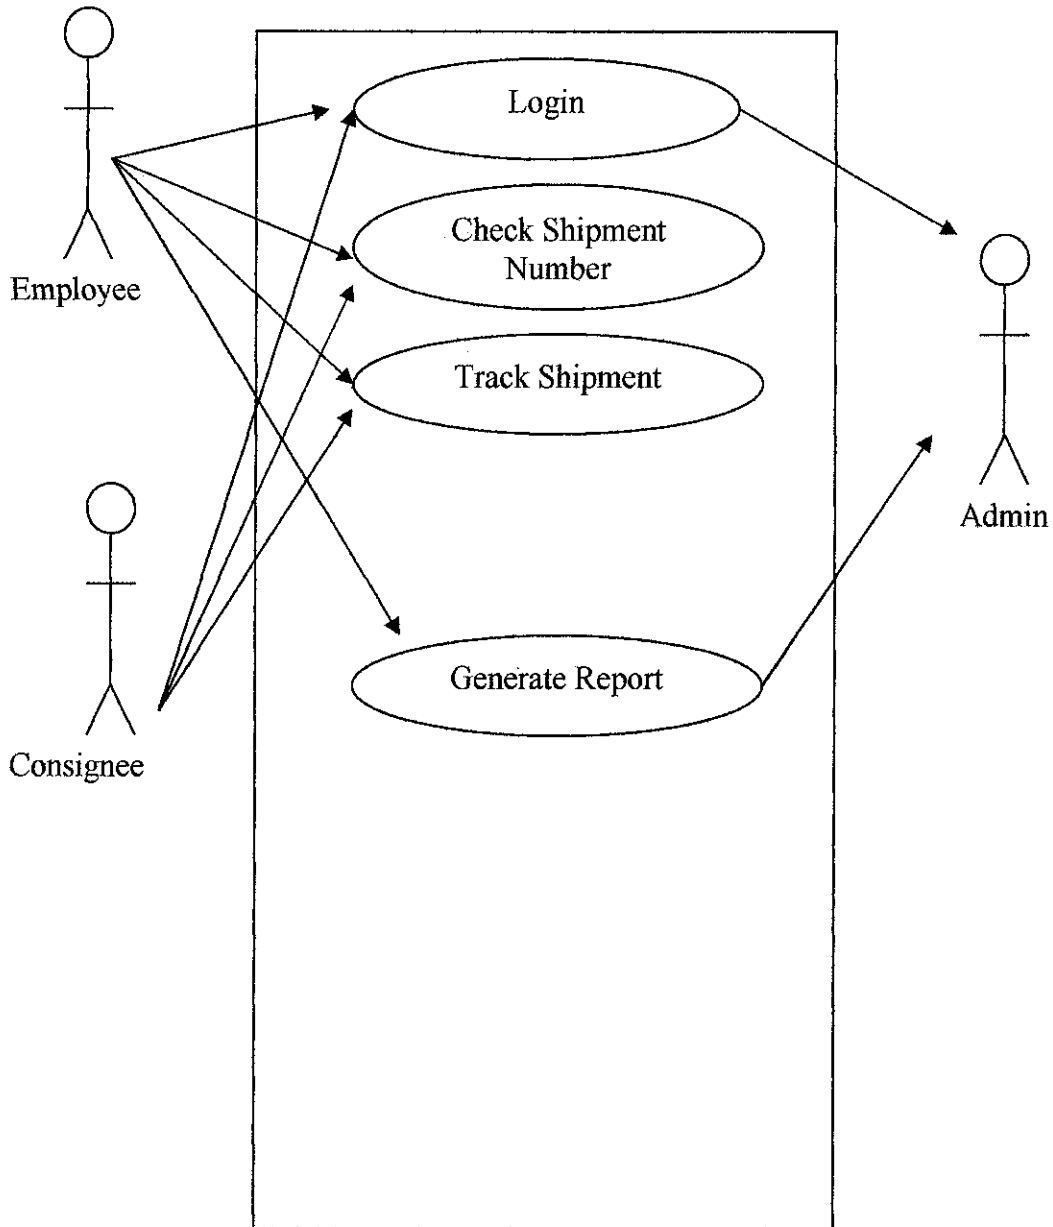 Login
Check Shipment
Number
Employee
Track Shipment
Admin
Generate Report
Consignee